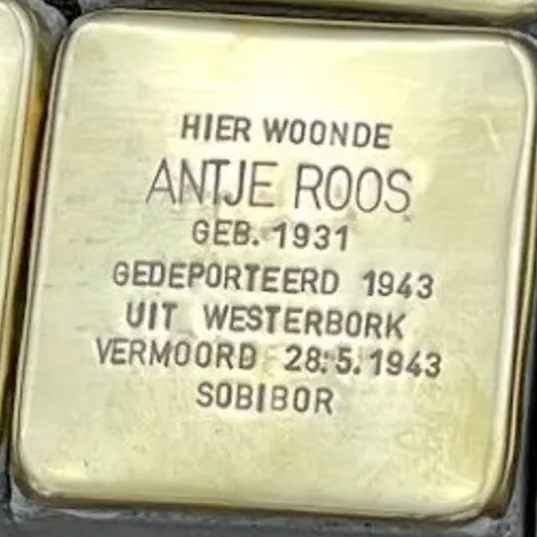 HIER WOONDE
ANTJE ROOS
GEB. 1931
GEDEPORTEERD 1943
UIT WESTERBORK
VERMOORD 28.5.1943
SOBIBOR